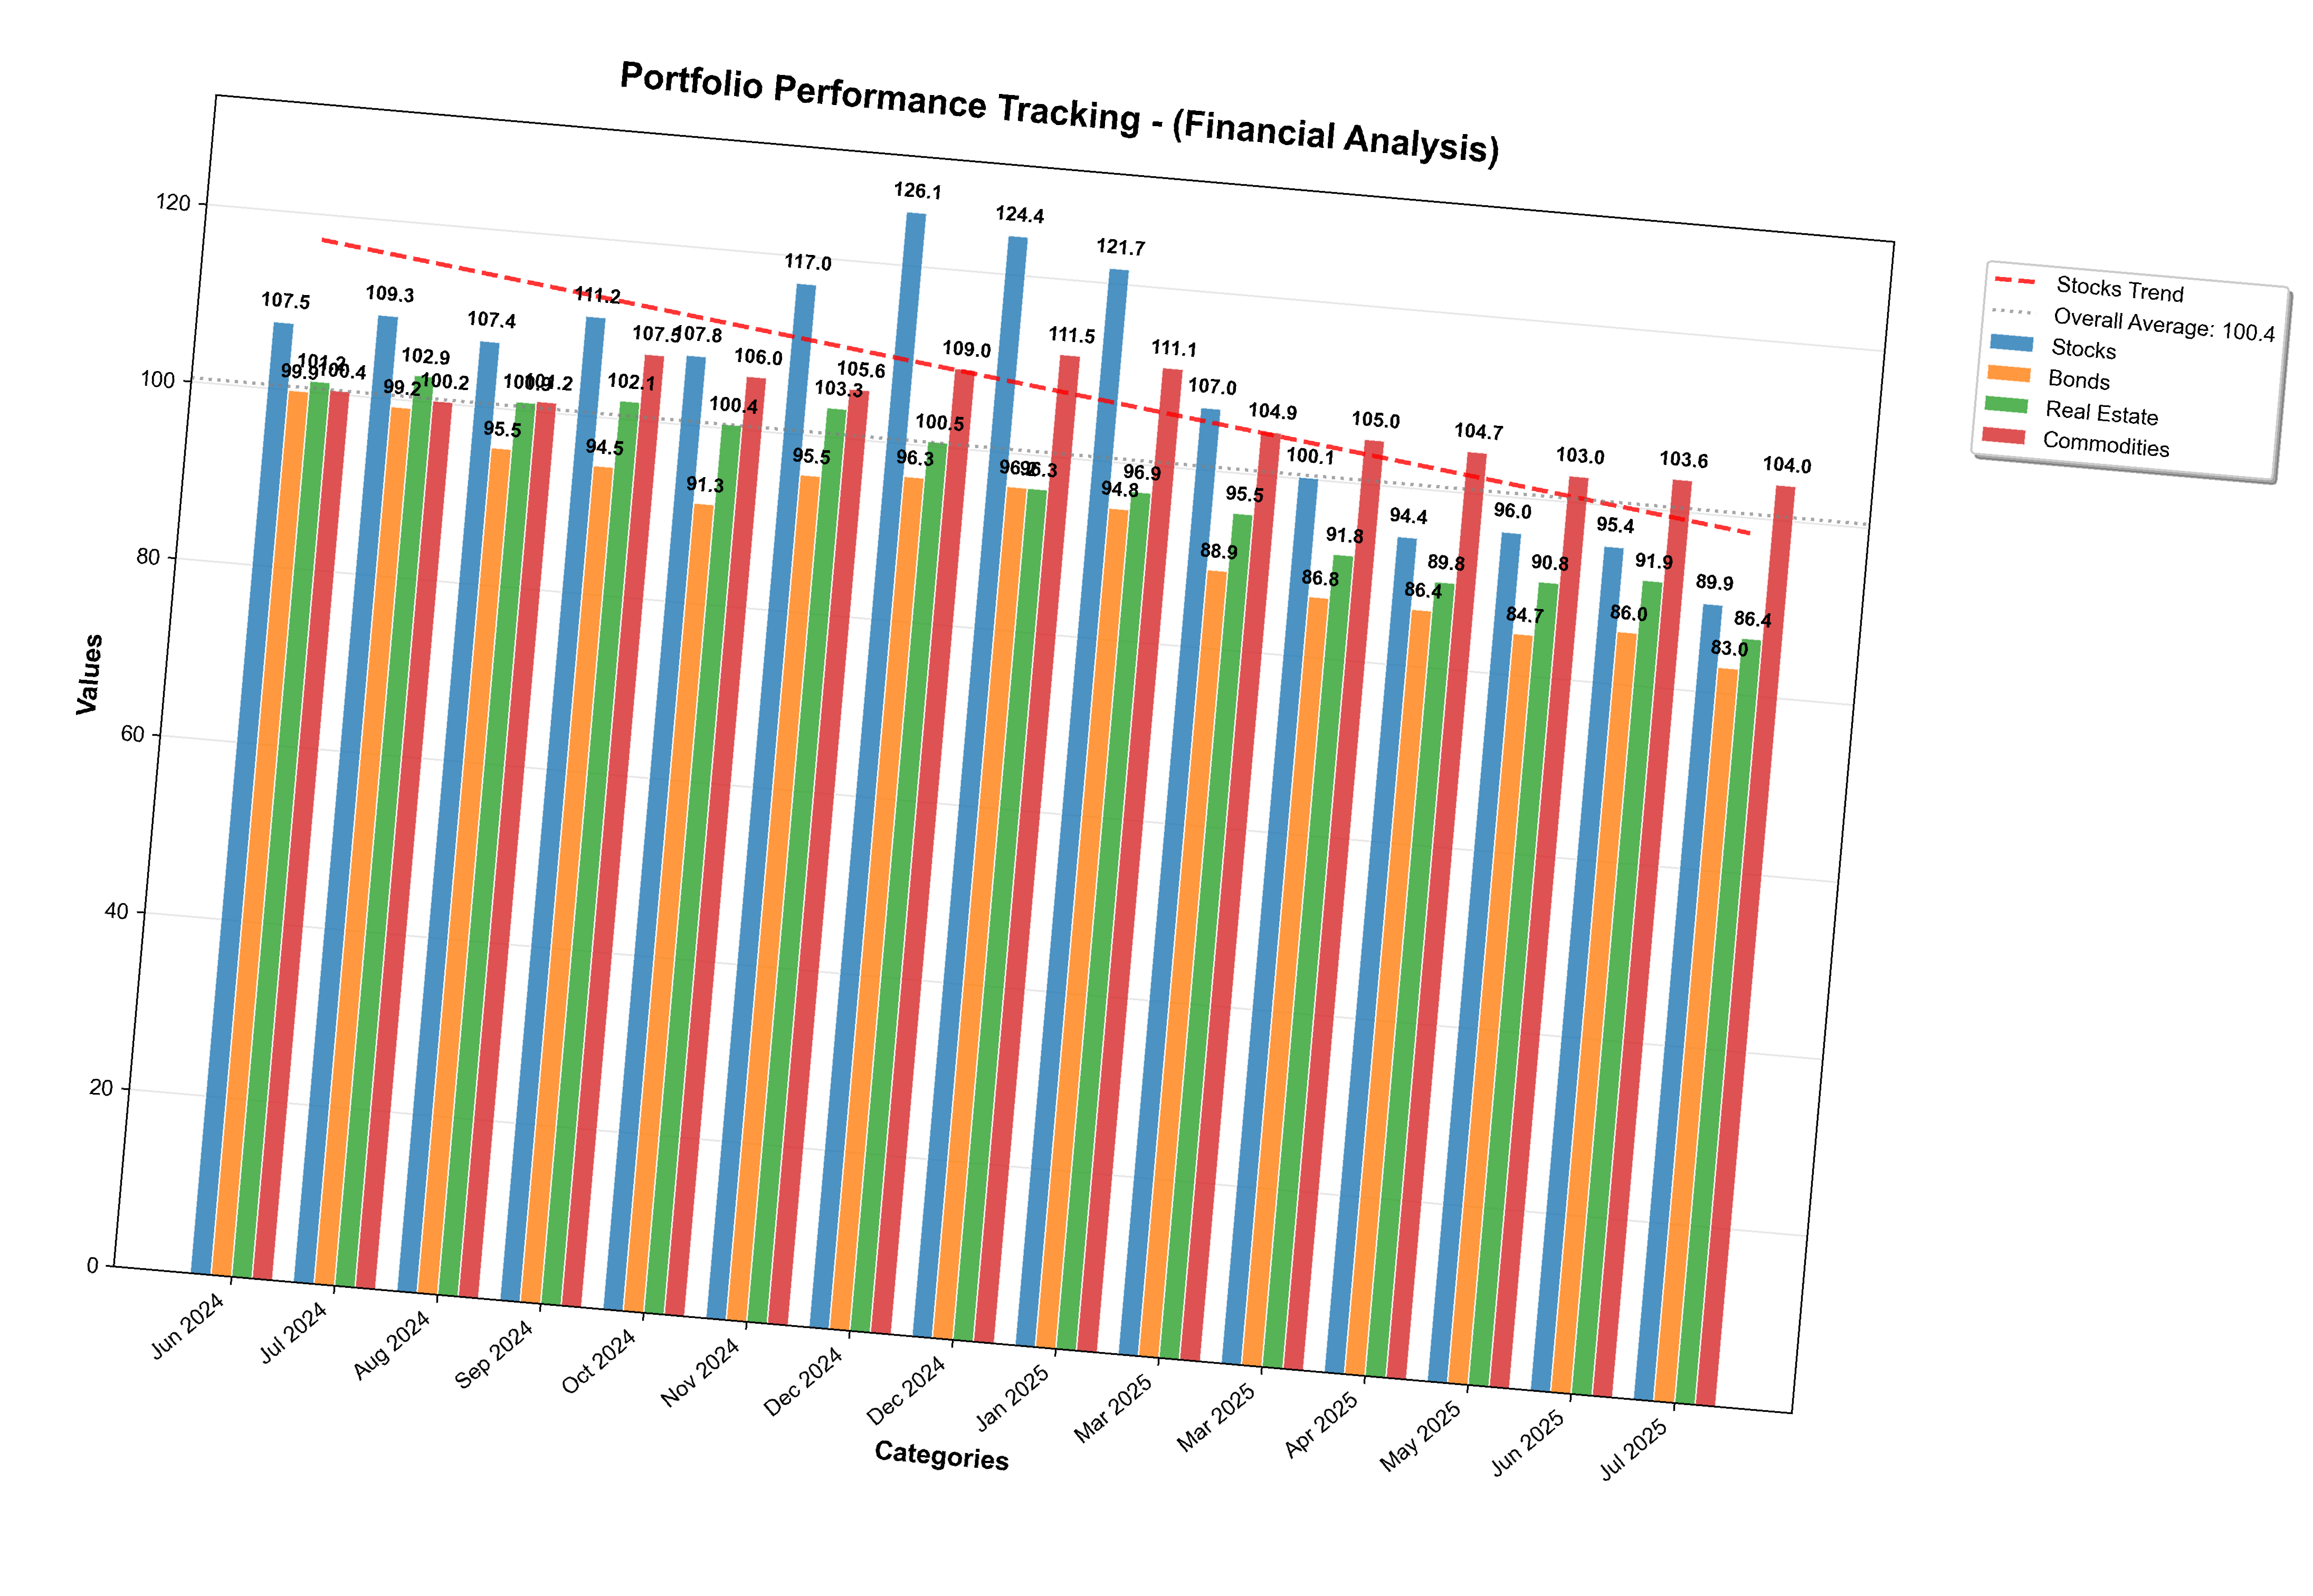 Portfolio Performance Tracking - (Financial Analysis)
Values
120
100
80
60
40
20
0
107.5
99.9
101.2
100.4
109.3
99.2
102.9
100.2
107.4
95.5
101.2
111.2
94.5
102.1
107.5
107.8
91.3
100.4
106.0
117.0
95.5
103.3
105.6
126.1
96.3
100.5
109.0
124.4
96.2
96.3
111.5
121.7
94.8
96.9
111.1
107.0
88.9
95.5
104.9
100.1
86.8
91.8
105.0
94.4
86.4
89.8
104.7
96.0
84.7
90.8
103.0
95.4
86.0
91.9
103.6
89.9
83.0
86.4
104.0
Jun 2024
Jul 2024
Aug 2024
Sep 2024
Oct 2024
Nov 2024
Dec 2024
Dec 2024
Jan 2025
Mar 2025
Mar 2025
Apr 2025
May 2025
Jun 2025
Jul 2025
Categories
Stocks Trend
Overall Average: 100.4
Stocks
Bonds
Real Estate
Commodities